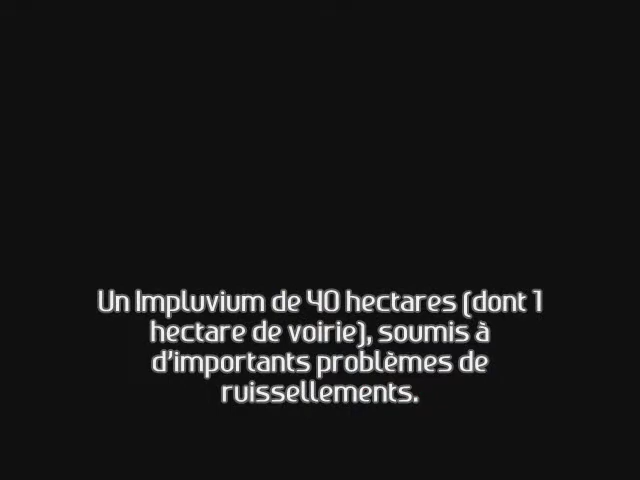 Un Impluvium de 40 hectares (dont 1
hectare de voirie), soumis à
d'importants problèmes de
ruissellements.